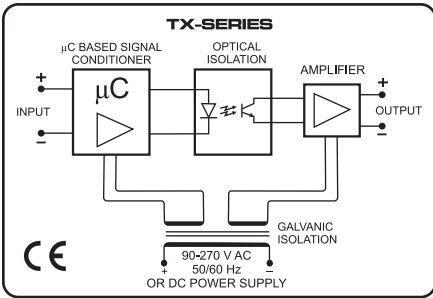 TX-SERIES
µC BASED SIGNAL
CONDITIONER
OPTICAL
ISOLATION
AMPLIFIER
µC
+
INPUT
−
+
OUTPUT
−
GALVANIC
ISOLATION
CE
90-270 V AC
+ 50/60 Hz −
OR DC POWER SUPPLY